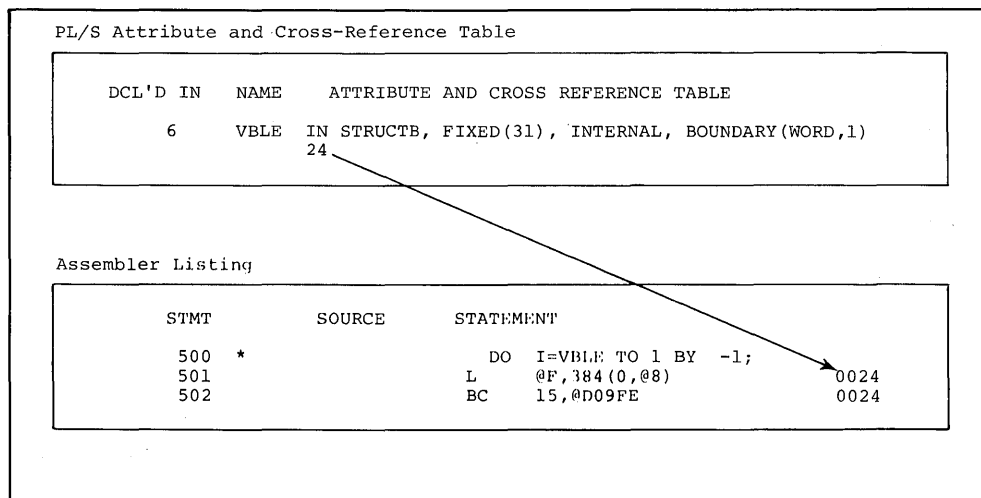 PL/S Attribute and Cross-Reference Table
DCL'D IN NAME ATTRIBUTE AND CROSS REFERENCE TABLE
6 VBLE IN STRUCTB, FIXED(31), INTERNAL, BOUNDARY(WORD,1)
24
Assembler Listing
STMT SOURCE STATEMENT
500 * DO I=VBLE TO 1 BY -1;
501 L @F,384(0,@8) 0024
502 BC 15,@D09FE 0024